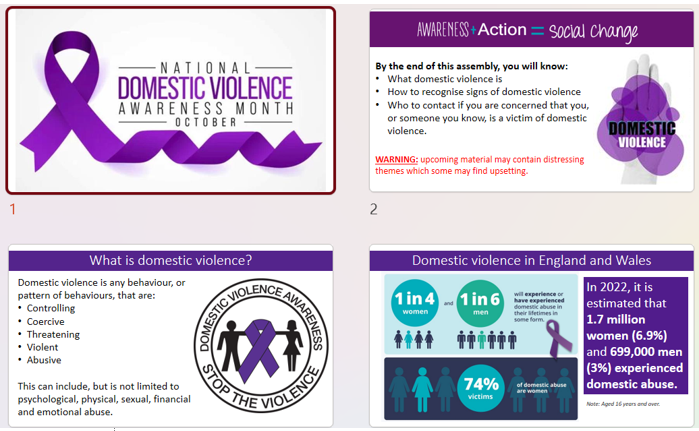 NATIONAL
DOMESTIC VIOLENCE
AWARENESS MONTH
OCTOBER
1
AWARENESS + Action = Social Change
By the end of this assembly, you will know:
• What domestic violence is
• How to recognise signs of domestic violence
• Who to contact if you are concerned that you,
or someone you know, is a victim of domestic
violence.
WARNING: upcoming material may contain distressing
themes which some may find upsetting.
DOMESTIC
VIOLENCE
2
What is domestic violence?
Domestic violence is any behaviour, or
pattern of behaviours, that are:
• Controlling
• Coercive
• Threatening
• Violent
• Abusive
This can include, but is not limited to
psychological, physical, sexual, financial
and emotional abuse.
DOMESTIC VIOLENCE AWARENESS
STOP THE VIOLENCE
Domestic violence in England and Wales
1 in 4
women
and
1 in 6
men
will experience or
have experienced
domestic abuse in
their lifetimes in
some form.
74%
victims
of domestic abuse
are women
In 2022, it is
estimated that
1.7 million
women (6.9%)
and 699,000 men
(3%) experienced
domestic abuse.
Note: Aged 16 years and over.